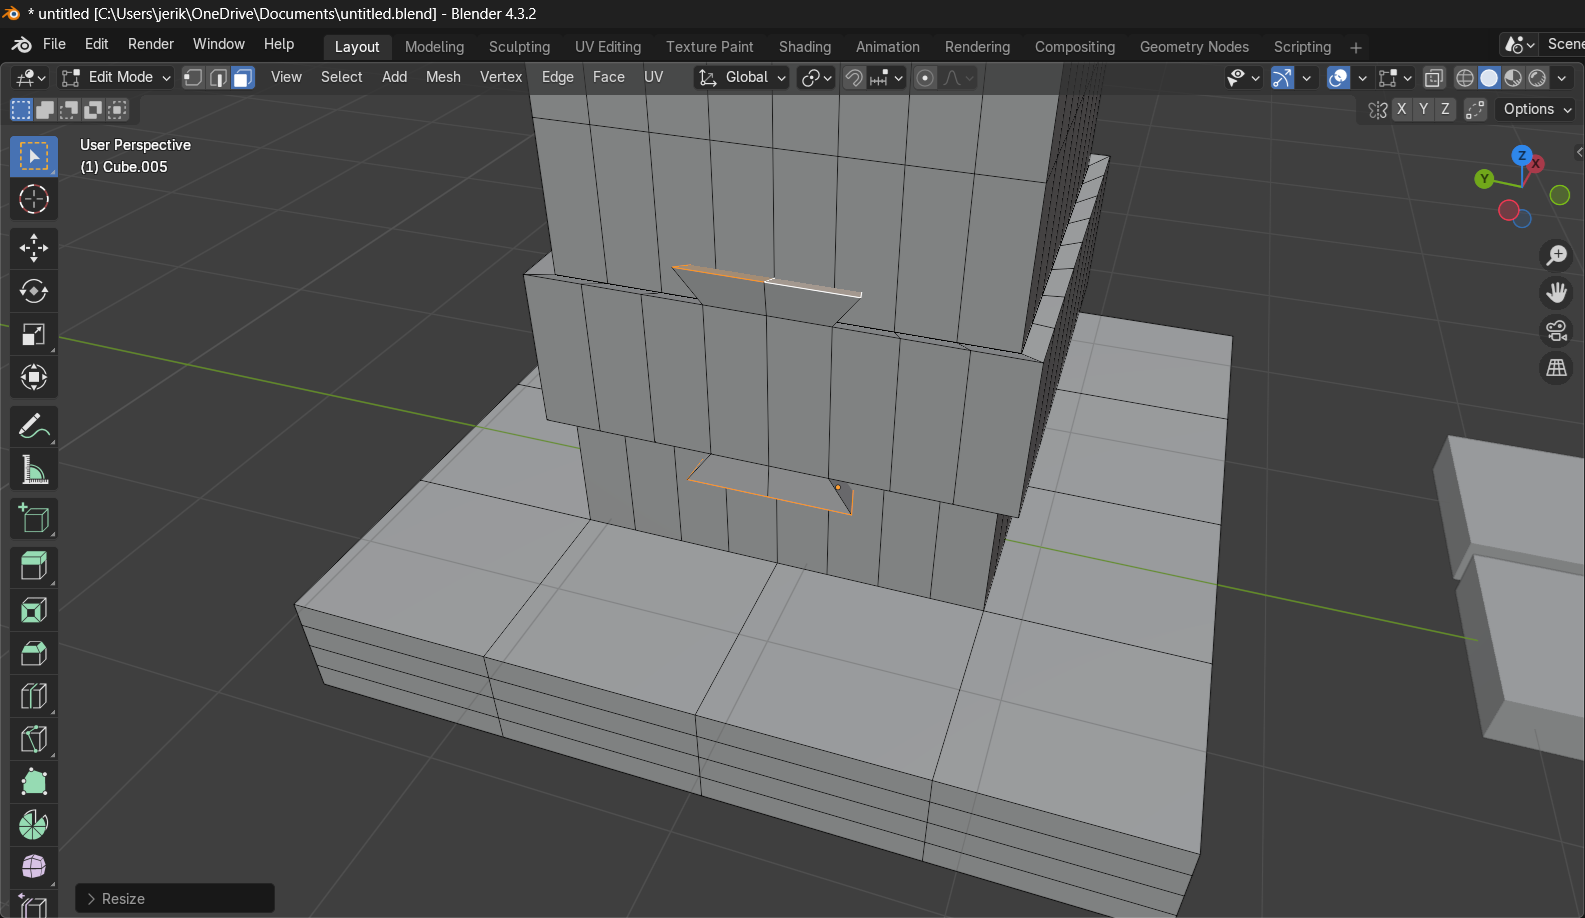 * untitled [C:\Users\jerik\OneDrive\Documents\untitled.blend] - Blender 4.3.2
File Edit Render Window Help Layout Modeling Sculpting UV Editing Texture Paint Shading Animation Rendering Compositing Geometry Nodes Scripting + Scene
Edit Mode View Select Add Mesh Vertex Edge Face UV Global
X Y Z Options
User Perspective
(1) Cube.005
Z
X
Y
> Resize